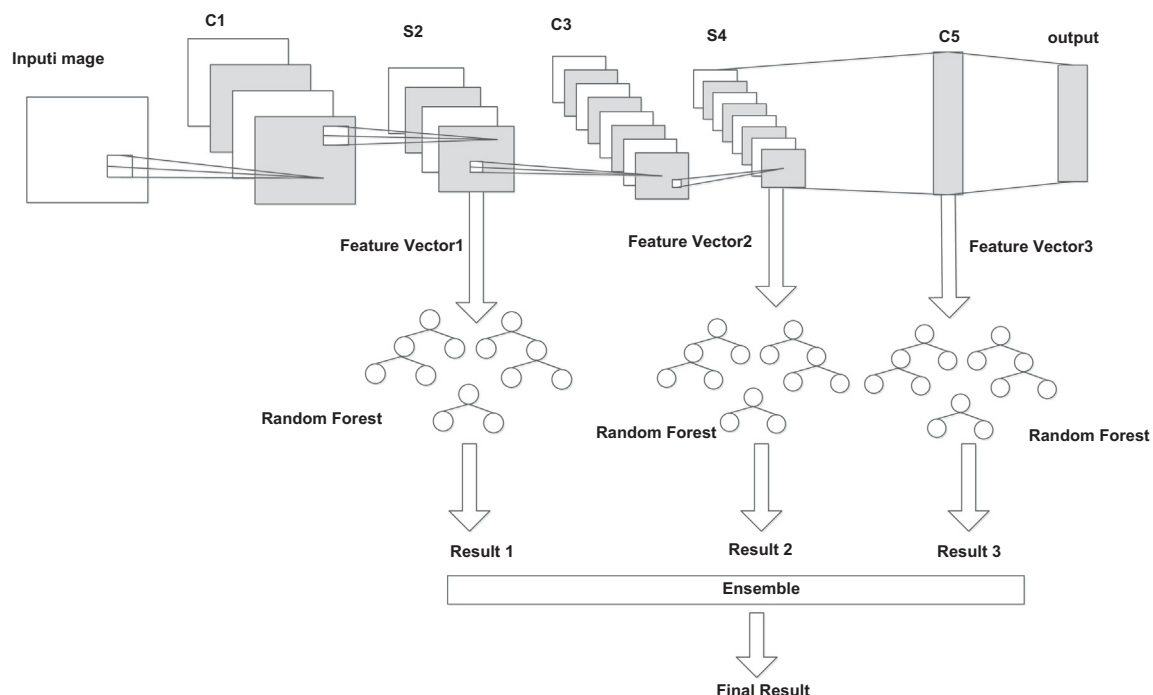 Inputi mage
C1
S2
C3
S4
C5
output
Feature Vector1
Feature Vector2
Feature Vector3
Random Forest
Random Forest
Random Forest
Result 1
Result 2
Result 3
Ensemble
Final Result